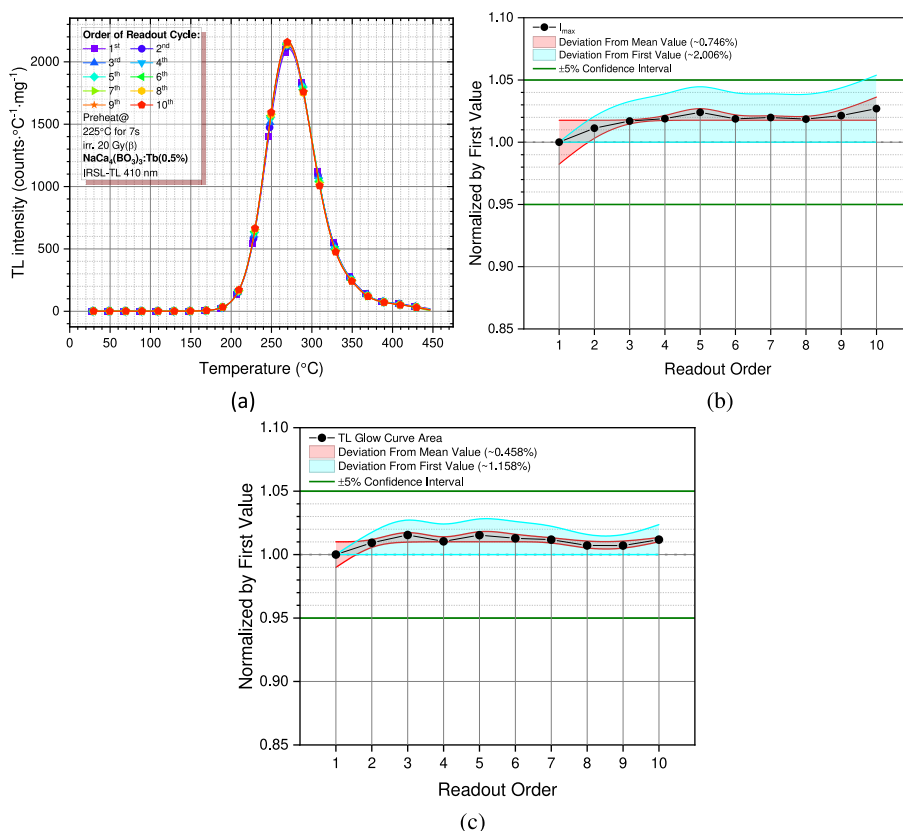 Order of Readout Cycle:
1st 2nd
3rd 4th
5th 6th
7th 8th
9th 10th
Preheat@
225°C for 7s
irr. 20 Gy(β)
NaCa₄(BO₃)₃:Tb(0.5%)
IRSL-TL 410 nm
TL intensity (counts·°C⁻¹·mg⁻¹)
2000
1500
1000
500
0
0 50 100 150 200 250 300 350 400 450
Temperature (°C)
(a)
I_max
Deviation From Mean Value (~0.746%)
Deviation From First Value (~2.006%)
±5% Confidence Interval
Normalized by First Value
1.10
1.05
1.00
0.95
0.90
0.85
1 2 3 4 5 6 7 8 9 10
Readout Order
(b)
TL Glow Curve Area
Deviation From Mean Value (~0.458%)
Deviation From First Value (~1.158%)
±5% Confidence Interval
Normalized by First Value
1.10
1.05
1.00
0.95
0.90
0.85
1 2 3 4 5 6 7 8 9 10
Readout Order
(c)